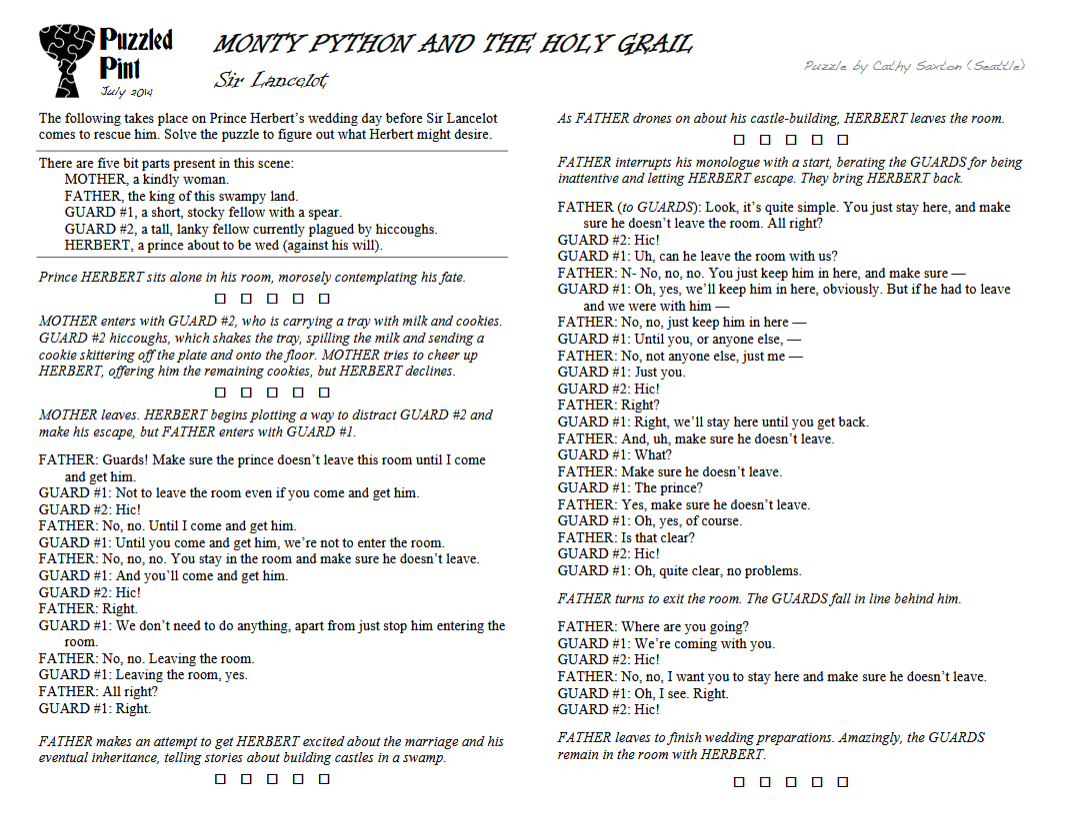 Puzzled
Pint
July 2014
MONTY PYTHON AND THE HOLY GRAIL
Sir Lancelot
Puzzle by Cathy Saxton (Seattle)
The following takes place on Prince Herbert's wedding day before Sir Lancelot
comes to rescue him. Solve the puzzle to figure out what Herbert might desire.
There are five bit parts present in this scene:
MOTHER, a kindly woman.
FATHER, the king of this swampy land.
GUARD #1, a short, stocky fellow with a spear.
GUARD #2, a tall, lanky fellow currently plagued by hiccoughs.
HERBERT, a prince about to be wed (against his will).
Prince HERBERT sits alone in his room, morosely contemplating his fate.
□ □ □ □ □
MOTHER enters with GUARD #2, who is carrying a tray with milk and cookies.
GUARD #2 hiccoughs, which shakes the tray, spilling the milk and sending a
cookie skittering off the plate and onto the floor. MOTHER tries to cheer up
HERBERT, offering him the remaining cookies, but HERBERT declines.
□ □ □ □ □
MOTHER leaves. HERBERT begins plotting a way to distract GUARD #2 and
make his escape, but FATHER enters with GUARD #1.
FATHER: Guards! Make sure the prince doesn't leave this room until I come
and get him.
GUARD #1: Not to leave the room even if you come and get him.
GUARD #2: Hic!
FATHER: No, no. Until I come and get him.
GUARD #1: Until you come and get him, we're not to enter the room.
FATHER: No, no, no. You stay in the room and make sure he doesn't leave.
GUARD #1: And you'll come and get him.
GUARD #2: Hic!
FATHER: Right.
GUARD #1: We don't need to do anything, apart from just stop him entering the
room.
FATHER: No, no. Leaving the room.
GUARD #1: Leaving the room, yes.
FATHER: All right?
GUARD #1: Right.
FATHER makes an attempt to get HERBERT excited about the marriage and his
eventual inheritance, telling stories about building castles in a swamp.
□ □ □ □ □
As FATHER drones on about his castle-building, HERBERT leaves the room.
□ □ □ □ □
FATHER interrupts his monologue with a start, berating the GUARDS for being
inattentive and letting HERBERT escape. They bring HERBERT back.
FATHER (to GUARDS): Look, it's quite simple. You just stay here, and make
sure he doesn't leave the room. All right?
GUARD #2: Hic!
GUARD #1: Uh, can he leave the room with us?
FATHER: N- No, no, no. You just keep him in here, and make sure —
GUARD #1: Oh, yes, we'll keep him in here, obviously. But if he had to leave
and we were with him —
FATHER: No, no, just keep him in here —
GUARD #1: Until you, or anyone else, —
FATHER: No, not anyone else, just me —
GUARD #1: Just you.
GUARD #2: Hic!
FATHER: Right?
GUARD #1: Right, we'll stay here until you get back.
FATHER: And, uh, make sure he doesn't leave.
GUARD #1: What?
FATHER: Make sure he doesn't leave.
GUARD #1: The prince?
FATHER: Yes, make sure he doesn't leave.
GUARD #1: Oh, yes, of course.
FATHER: Is that clear?
GUARD #2: Hic!
GUARD #1: Oh, quite clear, no problems.
FATHER turns to exit the room. The GUARDS fall in line behind him.
FATHER: Where are you going?
GUARD #1: We're coming with you.
GUARD #2: Hic!
FATHER: No, no, I want you to stay here and make sure he doesn't leave.
GUARD #1: Oh, I see. Right.
GUARD #2: Hic!
FATHER leaves to finish wedding preparations. Amazingly, the GUARDS
remain in the room with HERBERT.
□ □ □ □ □